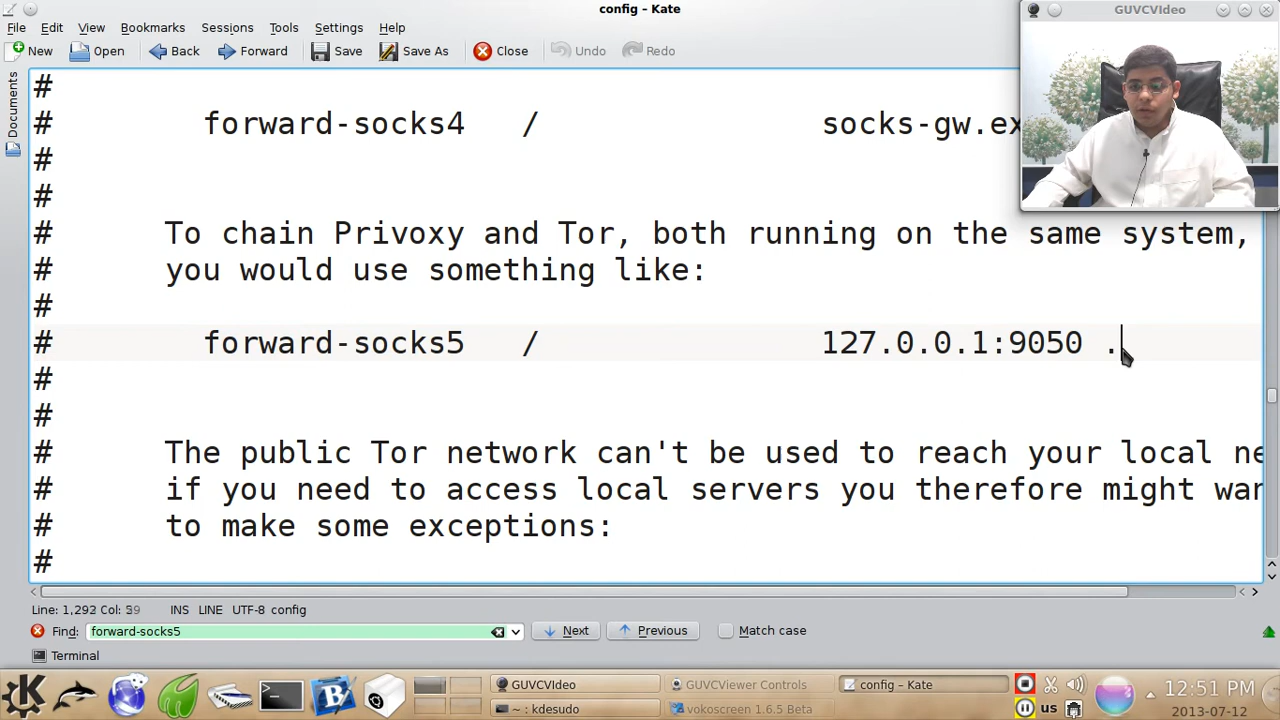 config – Kate
GUVCVIdeo
File Edit View Bookmarks Sessions Tools Settings Help
New Open Back Forward Save Save As Close Undo Redo
Documents
#
# forward-socks4 / socks-gw.ex
#
#
# To chain Privoxy and Tor, both running on the same system,
# you would use something like:
#
# forward-socks5 / 127.0.0.1:9050 .
#
#
# The public Tor network can't be used to reach your local ne
# if you need to access local servers you therefore might wan
# to make some exceptions:
#
Line: 1,292 Col: 39 INS LINE UTF-8 config
Find: forward-socks5 Next Previous Match case
Terminal
GUVCVIdeo GUVCViewer Controls config – Kate
~ : kdesudo vokoscreen 1.6.5 Beta us
12:51 PM
2013-07-12